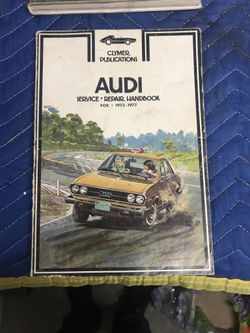 CLYMER
PUBLICATIONS
AUDI
SERVICE • REPAIR HANDBOOK
FOX • 1973-1977